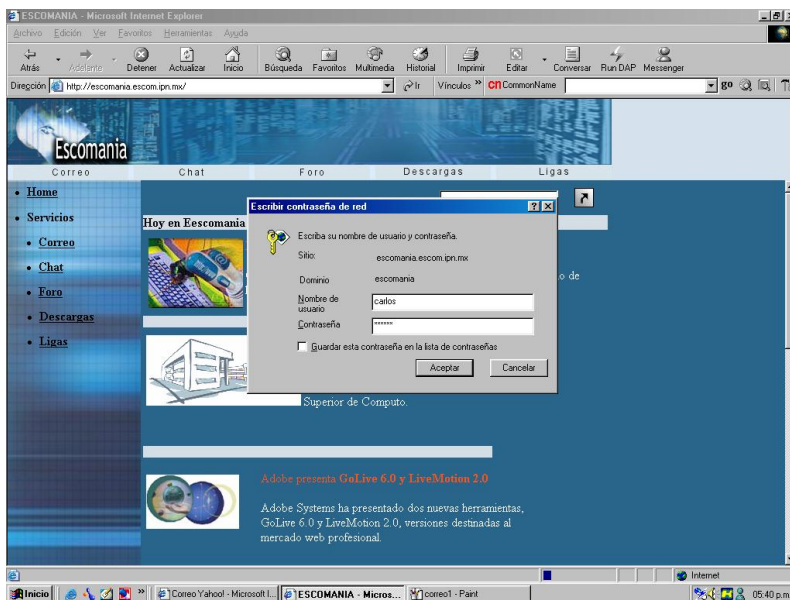 ESCOMANIA - Microsoft Internet Explorer
Archivo Edición Ver Favoritos Herramientas Ayuda
Atrás Adelante Detener Actualizar Inicio Búsqueda Favoritos Multimedia Historial Imprimir Editar Conversar Run DAP Messenger
Dirección http://escomania.escom.ipn.mx/ Ir Vínculos » cn CommonName go
Escomania
Correo Chat Foro Descargas Ligas
Home
Servicios
Correo
Chat
Foro
Descargas
Ligas
Hoy en Eescomania
Escribir contraseña de red
Escriba su nombre de usuario y contraseña.
Sitio: escomania.escom.ipn.mx
Dominio escomania
Nombre de usuario carlos
Contraseña ******
Guardar esta contraseña en la lista de contraseñas
Aceptar Cancelar
o de
Superior de Computo.
Adobe presenta GoLive 6.0 y LiveMotion 2.0
Adobe Systems ha presentado dos nuevas herramientas,
GoLive 6.0 y LiveMotion 2.0, versiones destinadas al
mercado web profesional.
Internet
Inicio » Correo Yahoo! - Microsoft I... ESCOMANIA - Micros... correo1 - Paint 05:40 p.m.